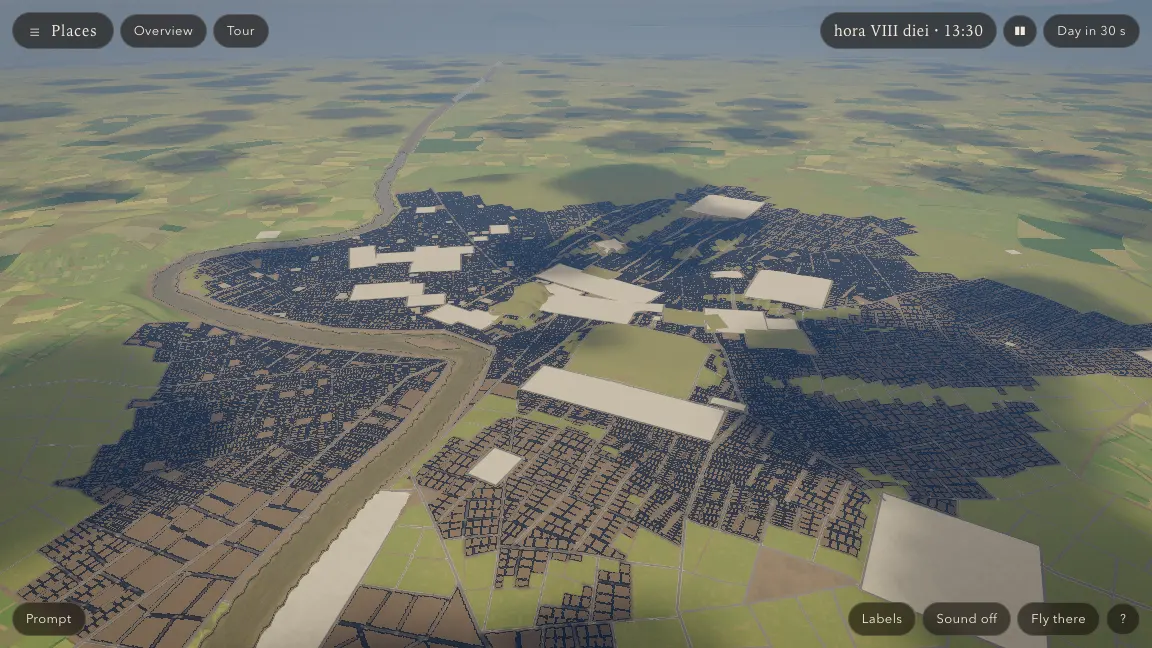 Places
Overview
Tour
hora VIII diei · 13:30
Day in 30 s
Prompt
Labels
Sound off
Fly there
?